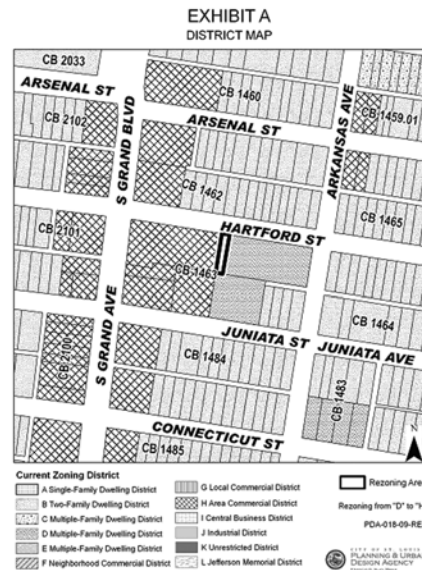 EXHIBIT A
DISTRICT MAP
CB 2033
ARSENAL ST
S GRAND BLVD
CB 1460
ARKANSAS AVE
CB 1459.01
CB 2102
ARSENAL ST
CB 1462
CB 1465
CB 2101
HARTFORD ST
CB 1463
CB 1464
S GRAND AVE
JUNIATA ST
JUNIATA AVE
CB 2100
CB 1484
CB 1483
CONNECTICUT ST
CB 1485
N
Current Zoning District
A Single-Family Dwelling District
B Two-Family Dwelling District
C Multiple-Family Dwelling District
D Multiple-Family Dwelling District
E Multiple-Family Dwelling District
F Neighborhood Commercial District
G Local Commercial District
H Area Commercial District
I Central Business District
J Industrial District
K Unrestricted District
L Jefferson Memorial District
Rezoning Are
Rezoning from "D" to "H
PDA-018-09-RE
CITY OF ST. LOUIS
PLANNING & URBA
DESIGN AGENCY